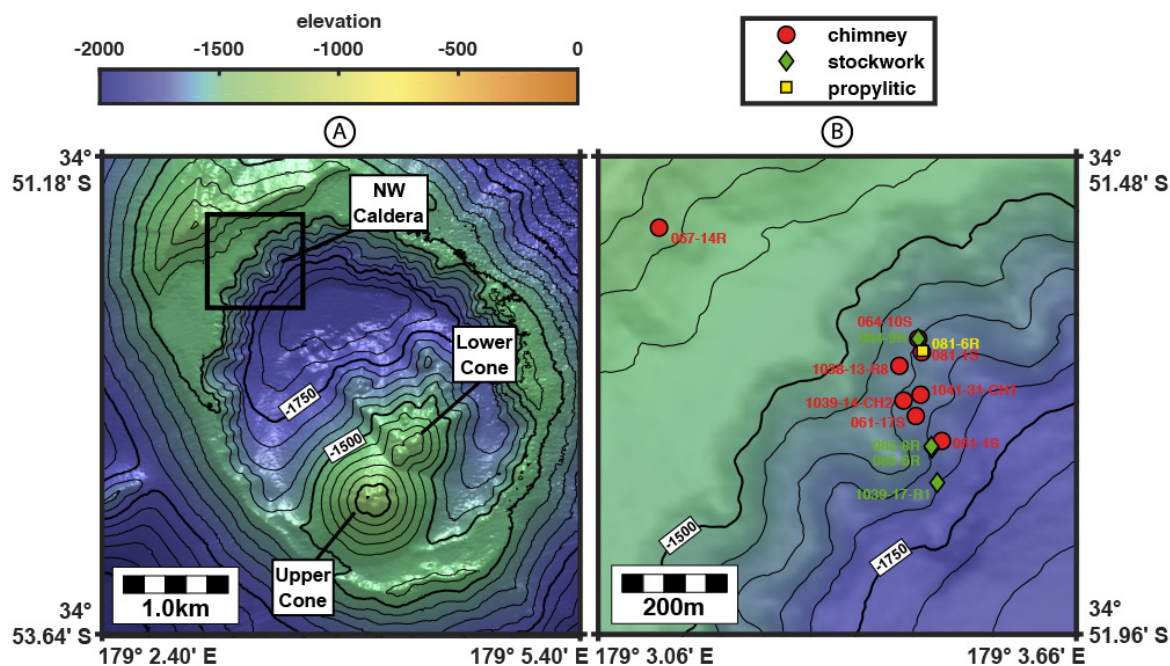 elevation
-2000 -1500 -1000 -500 0
chimney
stockwork
propylitic
A
B
34°
51.18' S
NW
Caldera
Lower
Cone
-1750
-1500
Upper
Cone
1.0km
34°
53.64' S
179° 2.40' E
179° 5.40' E
34°
51.48' S
067-14R
064-10S
081-6R
081-1S
1038-13-R8
1041-31-CH1
1039-14-CH2
061-17S
061-1S
1039-17-R1
-1500
-1750
200m
34°
51.96' S
179° 3.06' E
179° 3.66' E